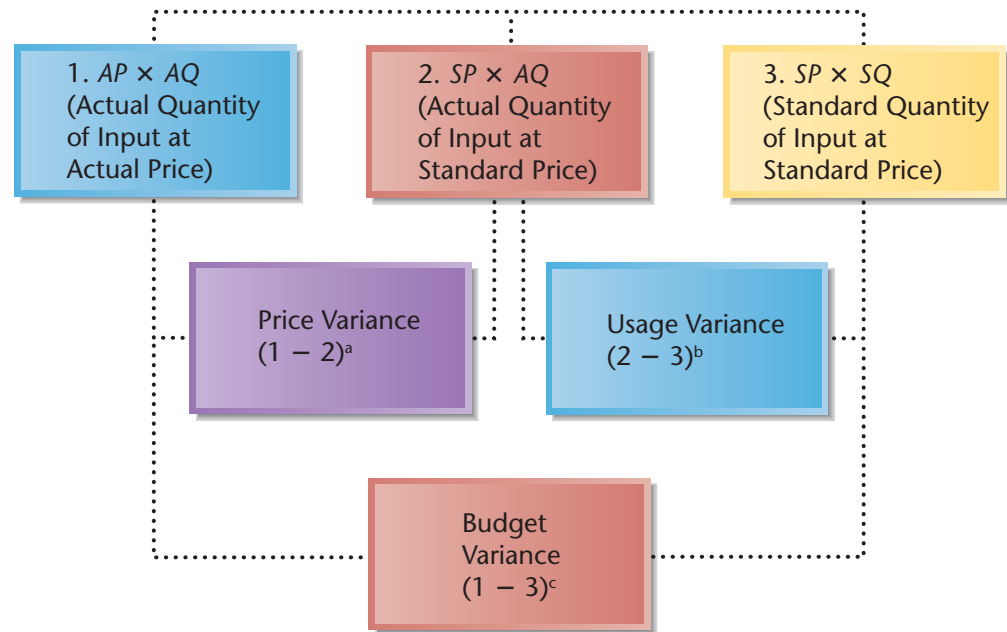 1. AP × AQ
(Actual Quantity
of Input at
Actual Price)
2. SP × AQ
(Actual Quantity
of Input at
Standard Price)
3. SP × SQ
(Standard Quantity
of Input at
Standard Price)
Price Variance
(1 − 2)ᵃ
Usage Variance
(2 − 3)ᵇ
Budget
Variance
(1 − 3)ᶜ